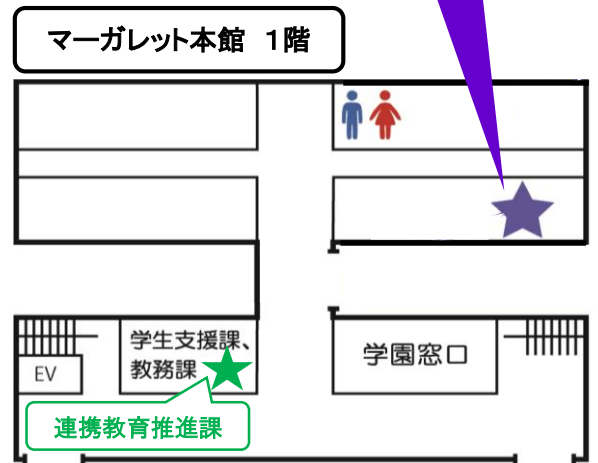 マーガレット本館 １階
学生支援課、
教務課
学園窓口
EV
連携教育推進課